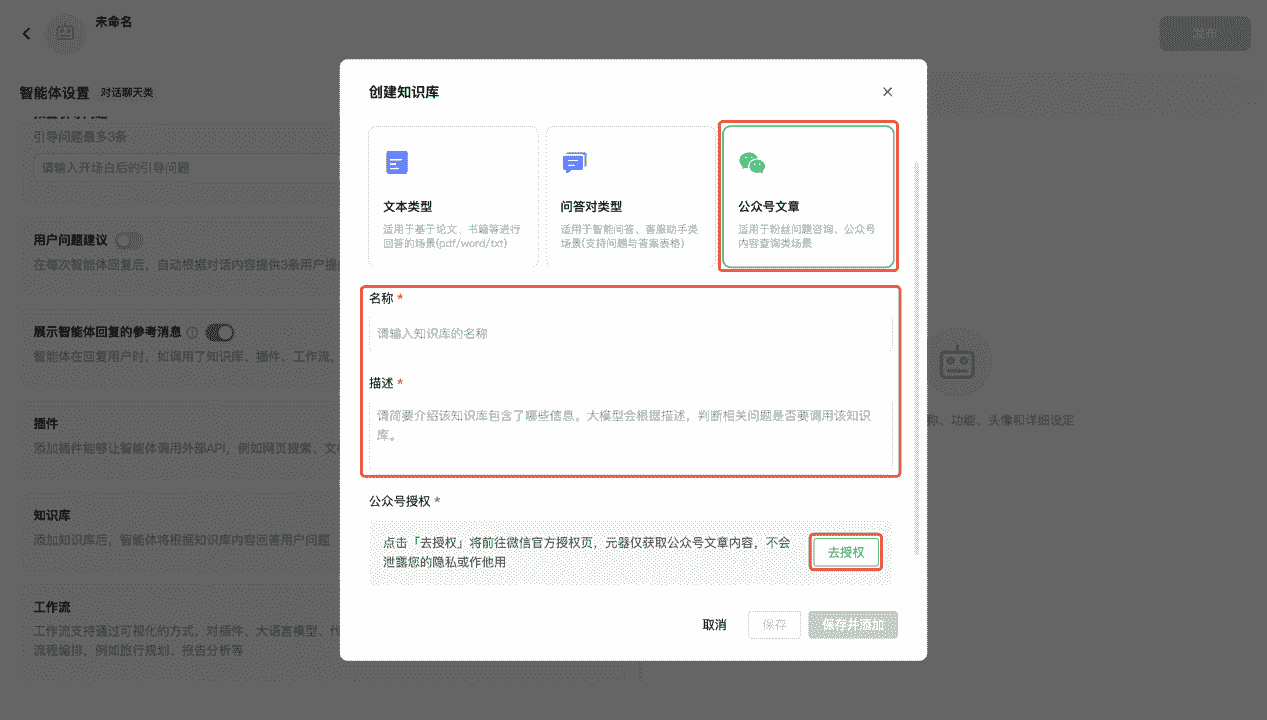 未命名
发布
智能体设置 对话聊天类
引导问题最多3条
请输入开场白后的引导问题
用户问题建议
在每次智能体回复后，自动根据对话内容提供3条用户提
展示智能体回复的参考消息
智能体在回复用户时，如调用了知识库、插件、工作流，
插件
添加插件能够让智能体调用外部API，例如网页搜索、文
知识库
添加知识库后，智能体将根据知识库内容回答用户问题
工作流
工作流支持通过可视化的方式，对插件、大语言模型、代
流程编排，例如旅行规划、报告分析等
创建知识库
文本类型
适用于基于论文、书籍等进行
回答的场景(pdf/word/txt)
问答对类型
适用于智能问答、客服助手类
场景(支持问题与答案表格)
公众号文章
适用于粉丝问题咨询、公众号
内容查询类场景
名称 *
请输入知识库的名称
描述 *
请简要介绍该知识库包含了哪些信息。大模型会根据描述，判断相关问题是否要调用该知识
库。
公众号授权 *
点击「去授权」将前往微信官方授权页，元器仅获取公众号文章内容，不会
泄露您的隐私或作他用
去授权
取消
保存
保存并添加
称、功能、头像和详细设定